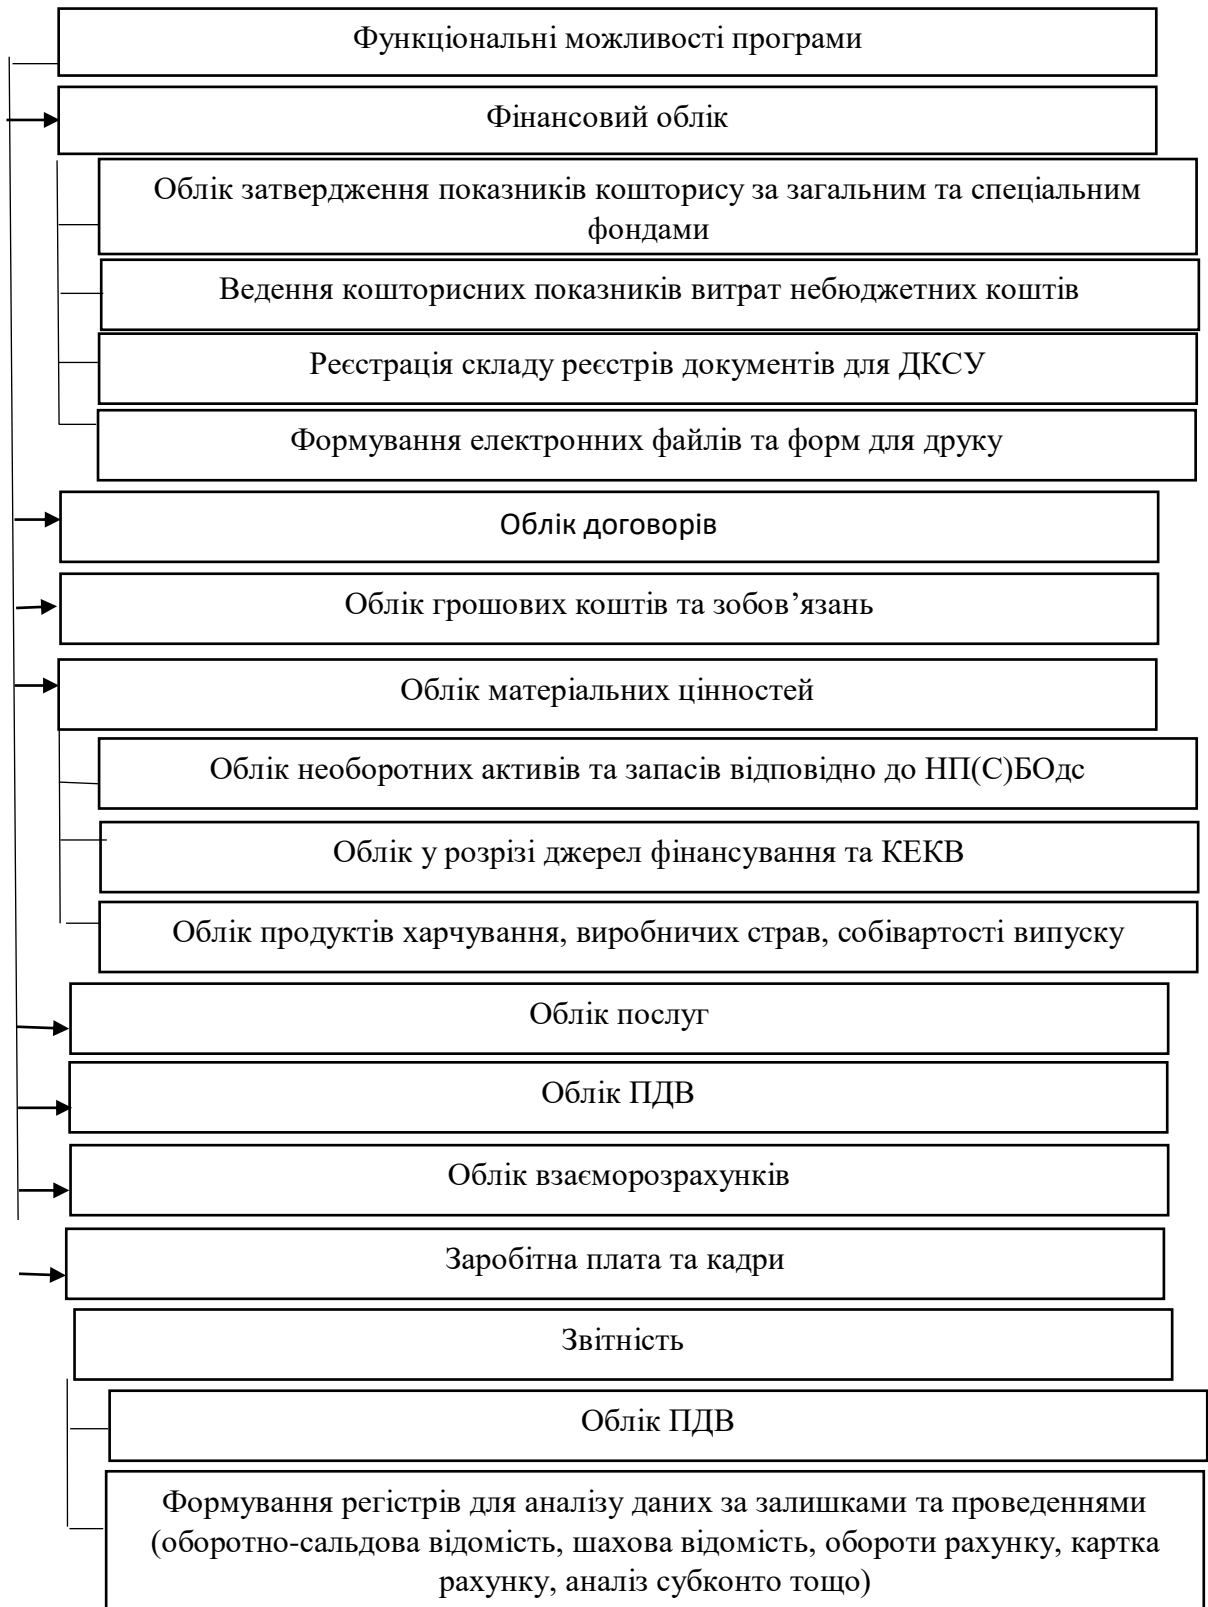 Функціональні можливості програми
Фінансовий облік
Облік затвердження показників кошторису за загальним та спеціальним
фондами
Ведення кошторисних показників витрат небюджетних коштів
Реєстрація складу реєстрів документів для ДКСУ
Формування електронних файлів та форм для друку
Облік договорів
Облік грошових коштів та зобов’язань
Облік матеріальних цінностей
Облік необоротних активів та запасів відповідно до НП(С)БОдс
Облік у розрізі джерел фінансування та КЕКВ
Облік продуктів харчування, виробничих страв, собівартості випуску
Облік послуг
Облік ПДВ
Облік взаєморозрахунків
Заробітна плата та кадри
Звітність
Облік ПДВ
Формування регістрів для аналізу даних за залишками та проведеннями
(оборотно-сальдова відомість, шахова відомість, обороти рахунку, картка
рахунку, аналіз субконто тощо)